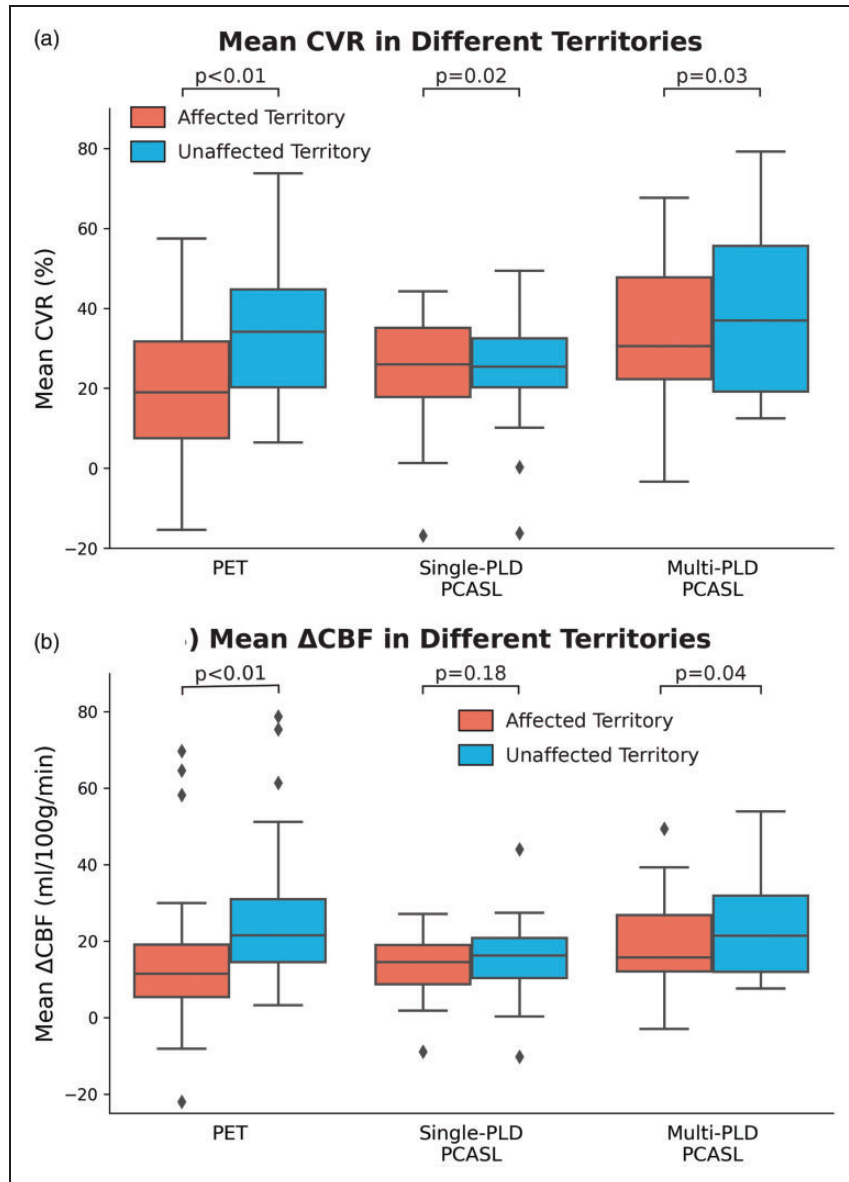 (a)
Mean CVR in Different Territories
p<0.01
p=0.02
p=0.03
Affected Territory
Unaffected Territory
Mean CVR (%)
80
60
40
20
0
−20
PET
Single-PLD
PCASL
Multi-PLD
PCASL
(b)
) Mean ΔCBF in Different Territories
p<0.01
p=0.18
p=0.04
Affected Territory
Unaffected Territory
Mean ΔCBF (ml/100g/min)
80
60
40
20
0
−20
PET
Single-PLD
PCASL
Multi-PLD
PCASL